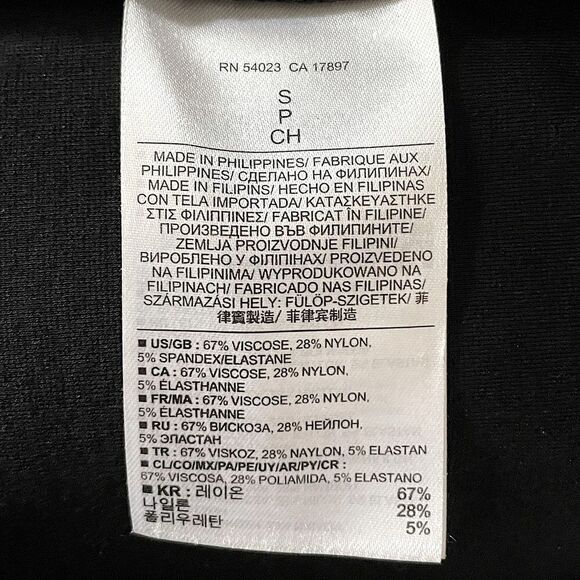 RN 54023 CA 17897
S
P
CH
MADE IN PHILIPPINES/ FABRIQUE AUX
PHILIPPINES/ СДЕЛАНО НА ФИЛИПИНАХ/
MADE IN FILIPINS/ HECHO EN FILIPINAS
CON TELA IMPORTADA/ ΚΑΤΑΣΚΕΥΑΣΤΗΚΕ
ΣΤΙΣ ΦΙΛΙΠΠΙΝΕΣ/ FABRICAT ÎN FILIPINE/
ПРОИЗВЕДЕНО ВЪВ ФИЛИПИНИТЕ/
ZEMLJA PROIZVODNJE FILIPINI/
ВИРОБЛЕНО У ФІЛІПІНАХ/ PROIZVEDENO
NA FILIPINIMA/ WYPRODUKOWANO NA
FILIPINACH/ FABRICADO NAS FILIPINAS/
SZÁRMAZÁSI HELY: FÜLÖP-SZIGETEK/ 菲
律賓製造/ 菲律宾制造
■ US/GB : 67% VISCOSE, 28% NYLON,
5% SPANDEX/ELASTANE
■ CA : 67% VISCOSE, 28% NYLON,
5% ÉLASTHANNE
■ FR/MA : 67% VISCOSE, 28% NYLON,
5% ÉLASTHANNE
■ RU : 67% ВИСКОЗА, 28% НЕЙЛОН,
5% ЭЛАСТАН
■ TR : 67% VISKOZ, 28% NAYLON, 5% ELASTAN
■ CL/CO/MX/PA/PE/UY/AR/PY/CR :
67% VISCOSA, 28% POLIAMIDA, 5% ELASTANO
■ KR : 레이온 67%
나일론 28%
폴리우레탄 5%